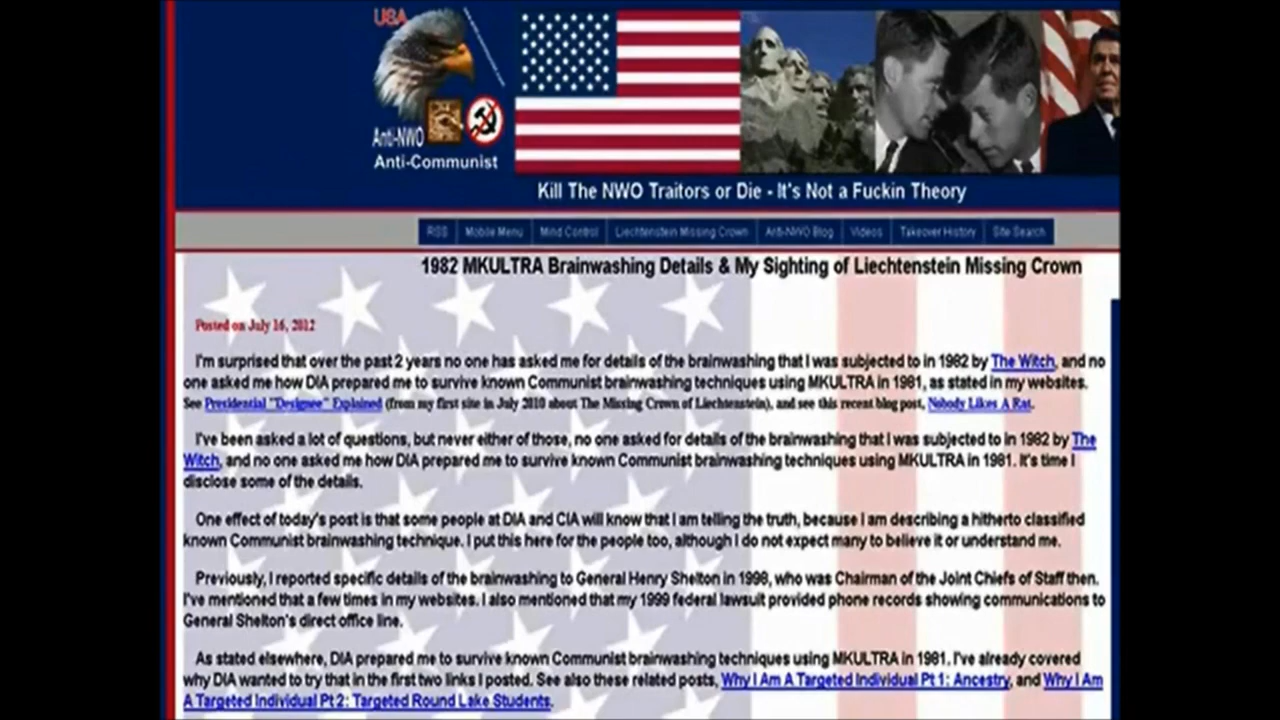 USA
Anti-NWO
Anti-Communist
Kill The NWO Traitors or Die - It's Not a Fuckin Theory
RSS Mobile Menu Mind Control Liechtenstein Missing Crown Anti-NWO Blog Videos Takeover History Site Search
1982 MKULTRA Brainwashing Details & My Sighting of Liechtenstein Missing Crown
Posted on July 16, 2012
I'm surprised that over the past 2 years no one has asked me for details of the brainwashing that I was subjected to in 1982 by The Witch, and no
one asked me how DIA prepared me to survive known Communist brainwashing techniques using MKULTRA in 1981, as stated in my websites.
See Presidential "Designee" Explained (from my first site in July 2010 about The Missing Crown of Liechtenstein), and see this recent blog post, Nobody Likes A Rat.
I've been asked a lot of questions, but never either of those, no one asked for details of the brainwashing that I was subjected to in 1982 by The
Witch, and no one asked me how DIA prepared me to survive known Communist brainwashing techniques using MKULTRA in 1981. It's time I
disclose some of the details.
One effect of today's post is that some people at DIA and CIA will know that I am telling the truth, because I am describing a hitherto classified
known Communist brainwashing technique. I put this here for the people too, although I do not expect many to believe it or understand me.
Previously, I reported specific details of the brainwashing to General Henry Shelton in 1998, who was Chairman of the Joint Chiefs of Staff then.
I've mentioned that a few times in my websites. I also mentioned that my 1999 federal lawsuit provided phone records showing communications to
General Shelton's direct office line.
As stated elsewhere, DIA prepared me to survive known Communist brainwashing techniques using MKULTRA in 1981. I've already covered
why DIA wanted to try that in the first two links I posted. See also these related posts, Why I Am A Targeted Individual Pt 1: Ancestry, and Why I Am
A Targeted Individual Pt 2: Targeted Round Lake Students.